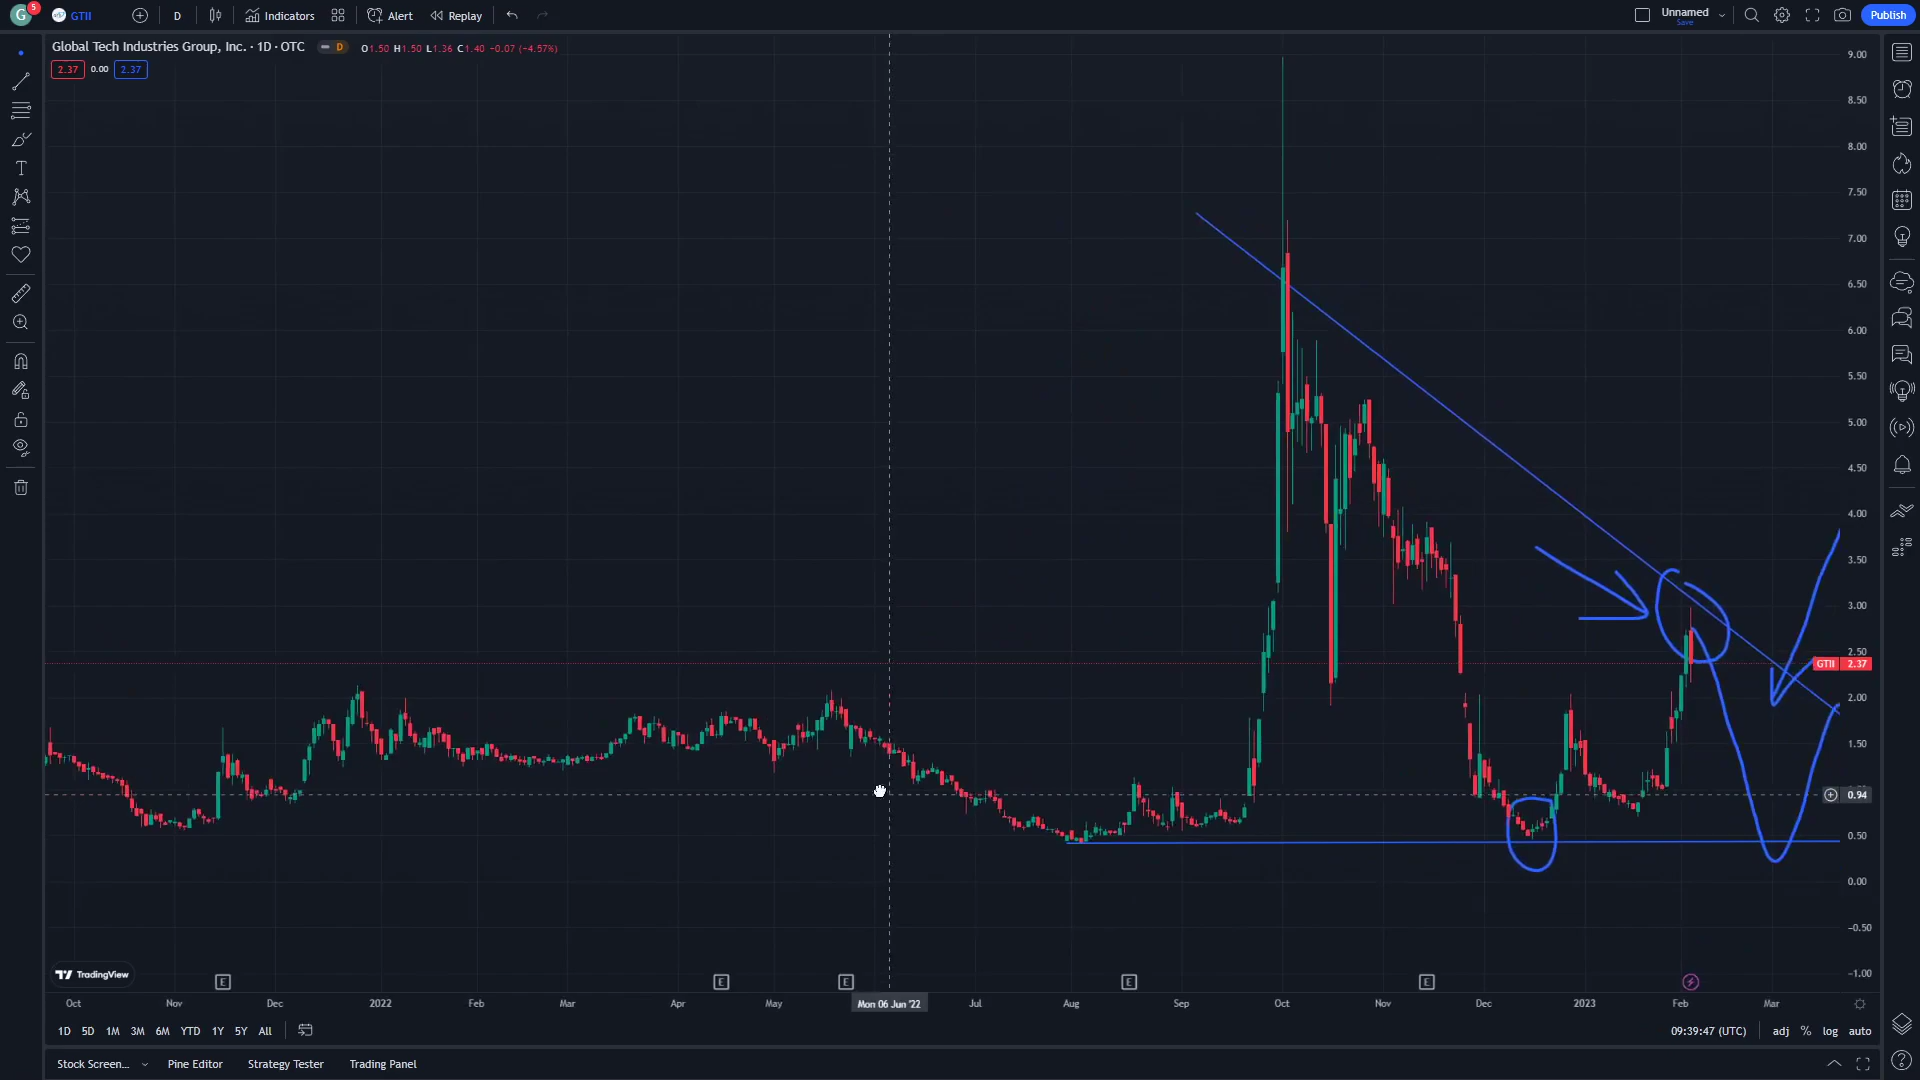 G 5 GTII D Indicators Alert Replay Unnamed Save Publish
Global Tech Industries Group, Inc. · 1D · OTC D O1.50 H1.50 L1.36 C1.40 −0.07 (−4.57%)
2.37 0.00 2.37
9.00
8.50
8.00
7.50
7.00
6.50
6.00
5.50
5.00
4.50
4.00
3.50
3.00
2.50
GTII 2.37
2.00
1.50
0.94
0.50
0.00
−0.50
−1.00
TradingView
E E E E E
Oct Nov Dec 2022 Feb Mar Apr May Mon 06 Jun '22 Jul Aug Sep Oct Nov Dec 2023 Feb Mar
1D 5D 1M 3M 6M YTD 1Y 5Y All 09:39:47 (UTC) adj % log auto
Stock Screen... Pine Editor Strategy Tester Trading Panel